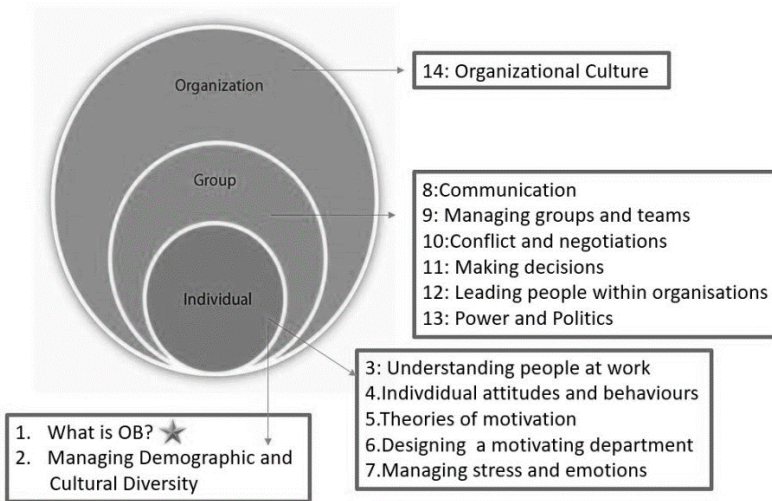 Organization
14: Organizational Culture
Group
8:Communication
9: Managing groups and teams
10:Conflict and negotiations
11: Making decisions
12: Leading people within organisations
13: Power and Politics
Individual
3: Understanding people at work
4.Indivdidual attitudes and behaviours
5.Theories of motivation
6.Designing a motivating department
7.Managing stress and emotions
1. What is OB?
2. Managing Demographic and
Cultural Diversity